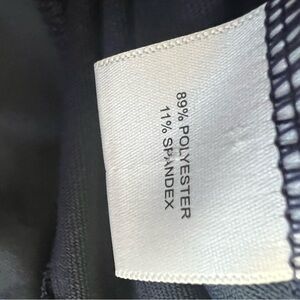 89% POLYESTER
11% SPANDEX